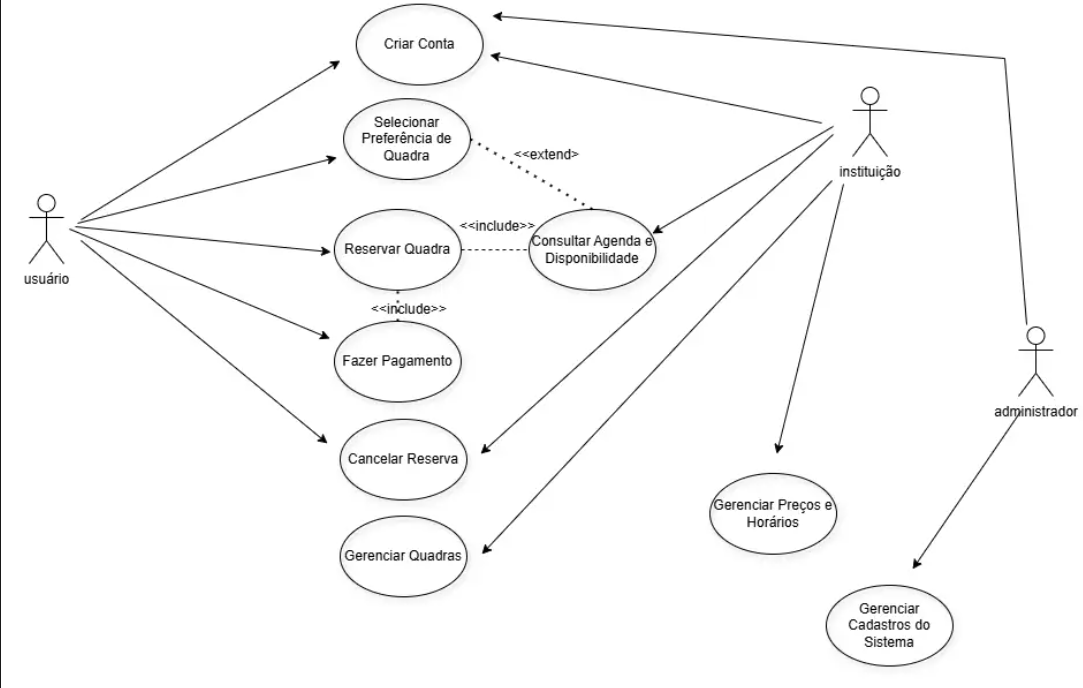 Criar Conta
Selecionar
Preferência de
Quadra
<<extend>
instituição
<<include>>
Reservar Quadra
Consultar Agenda e
Disponibilidade
usuário
<<include>>
Fazer Pagamento
administrador
Cancelar Reserva
Gerenciar Preços e
Horários
Gerenciar Quadras
Gerenciar
Cadastros do
Sistema